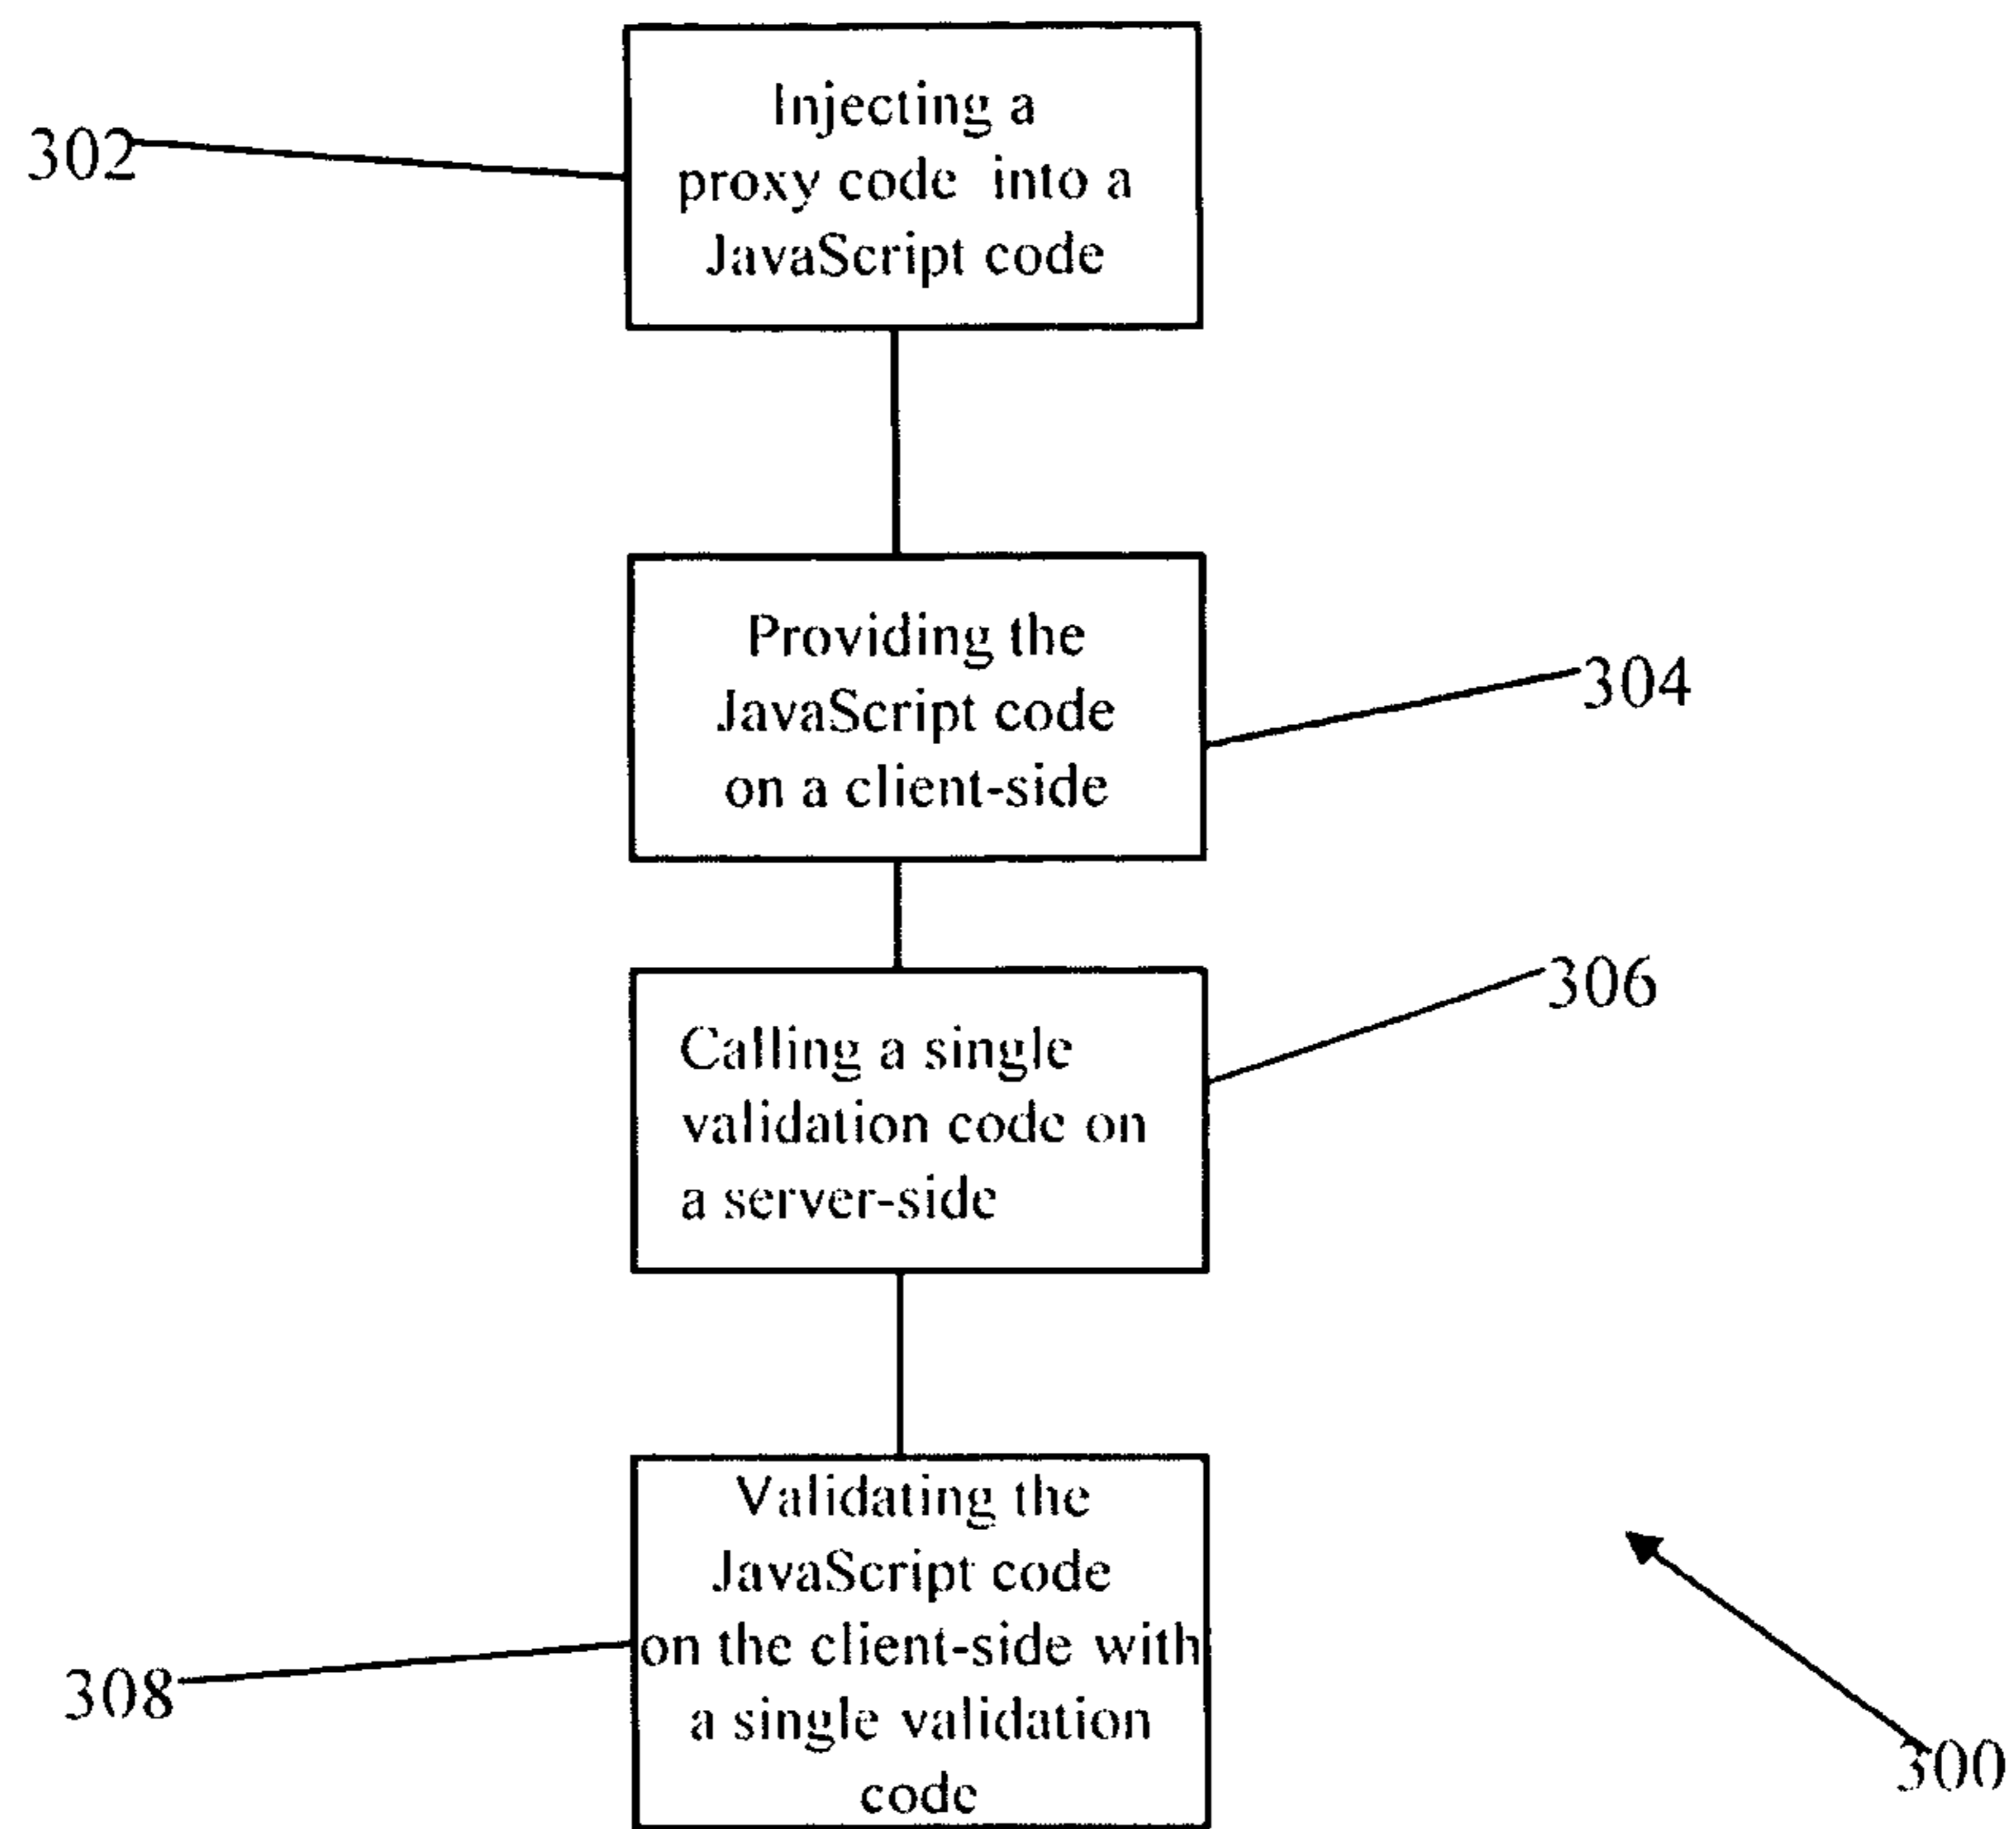 Injecting a
302
proxy code into a
JavaScript code
Providing the
304
JavaScript code
on a client-side
306
Calling a single
validation code on
a server-side
Validating the
JavaScript code
on the client-side with
308
a single validation
300
code